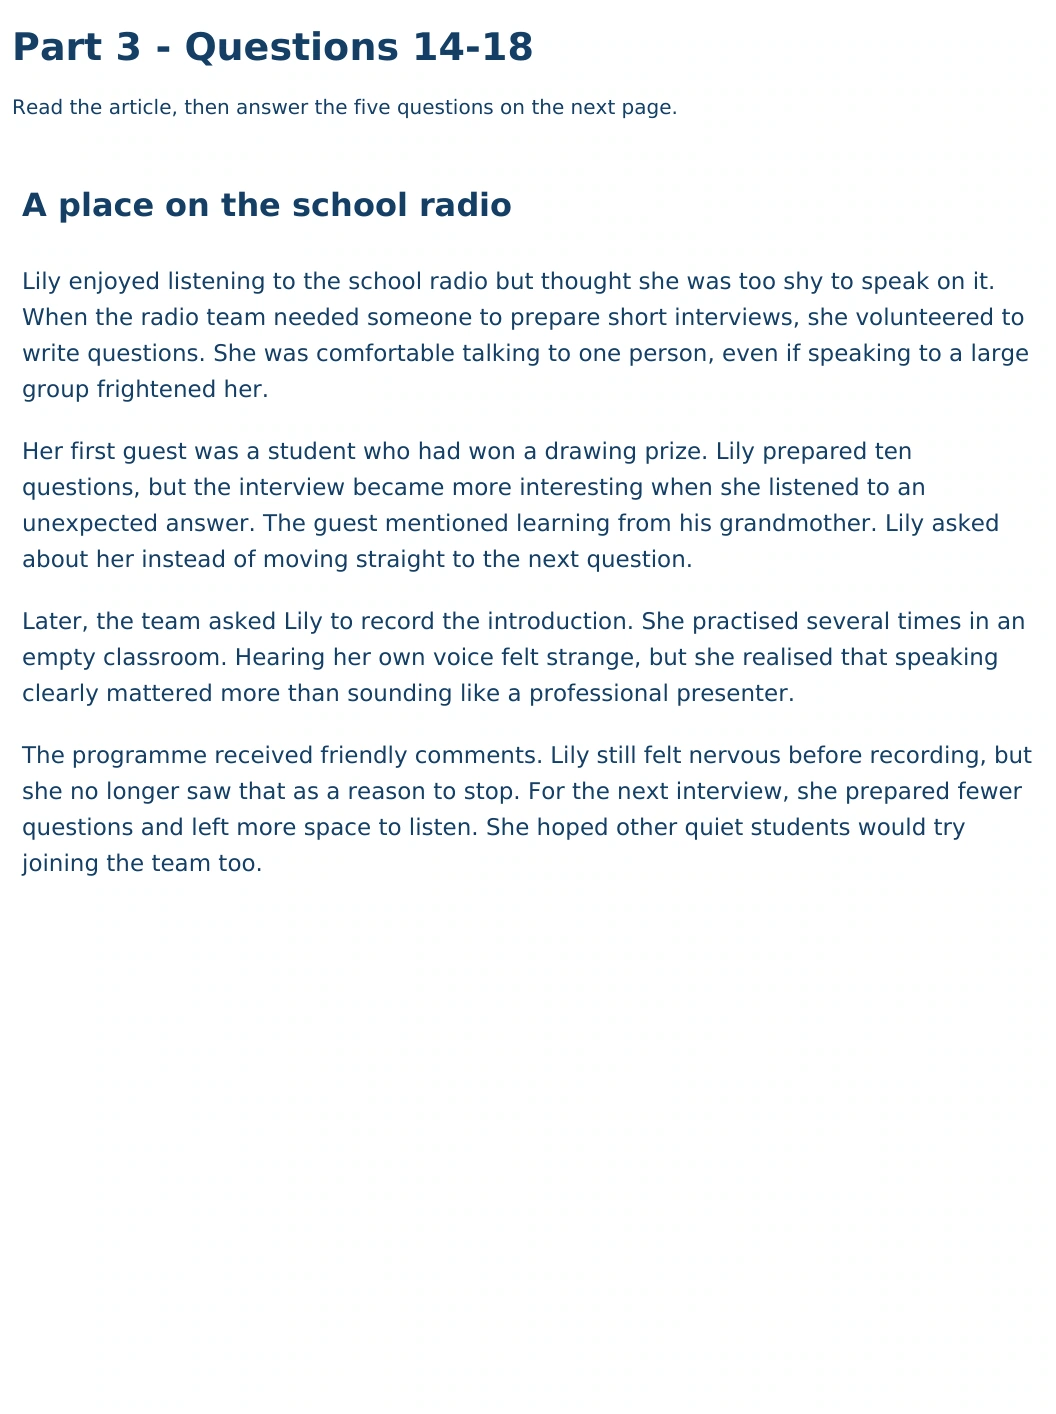 Part 3 - Questions 14-18
Read the article, then answer the five questions on the next page.
A place on the school radio
Lily enjoyed listening to the school radio but thought she was too shy to speak on it.
When the radio team needed someone to prepare short interviews, she volunteered to
write questions. She was comfortable talking to one person, even if speaking to a large
group frightened her.
Her first guest was a student who had won a drawing prize. Lily prepared ten
questions, but the interview became more interesting when she listened to an
unexpected answer. The guest mentioned learning from his grandmother. Lily asked
about her instead of moving straight to the next question.
Later, the team asked Lily to record the introduction. She practised several times in an
empty classroom. Hearing her own voice felt strange, but she realised that speaking
clearly mattered more than sounding like a professional presenter.
The programme received friendly comments. Lily still felt nervous before recording, but
she no longer saw that as a reason to stop. For the next interview, she prepared fewer
questions and left more space to listen. She hoped other quiet students would try
joining the team too.